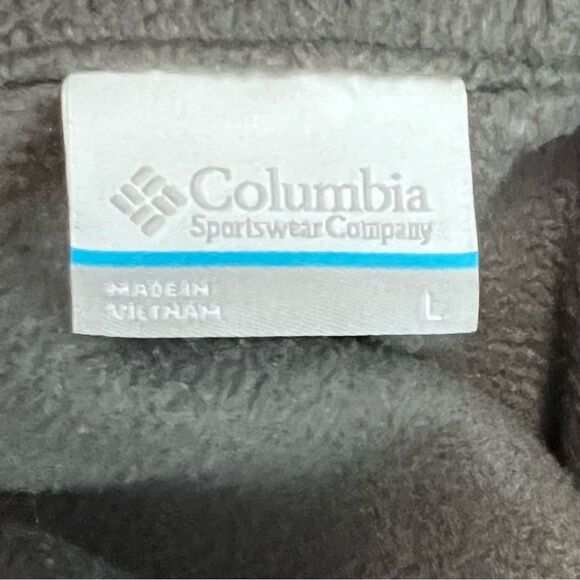 Columbia
Sportswear Company
MADE IN
VIETNAM
L